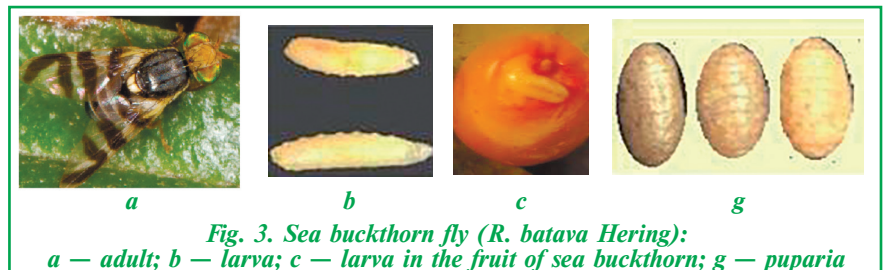 a b c g
Fig. 3. Sea buckthorn fly (R. batava Hering):
a — adult; b — larva; c — larva in the fruit of sea buckthorn; g — puparia